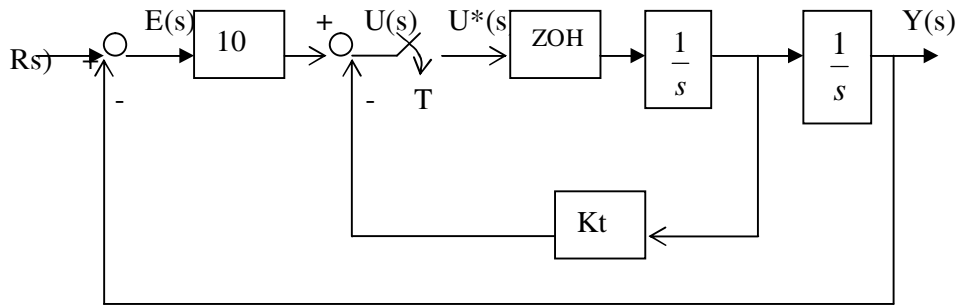 E(s)
+
U(s)
U*(s
Y(s)
10
ZOH
1
s
1
s
Rs)
+
-
-
T
Kt